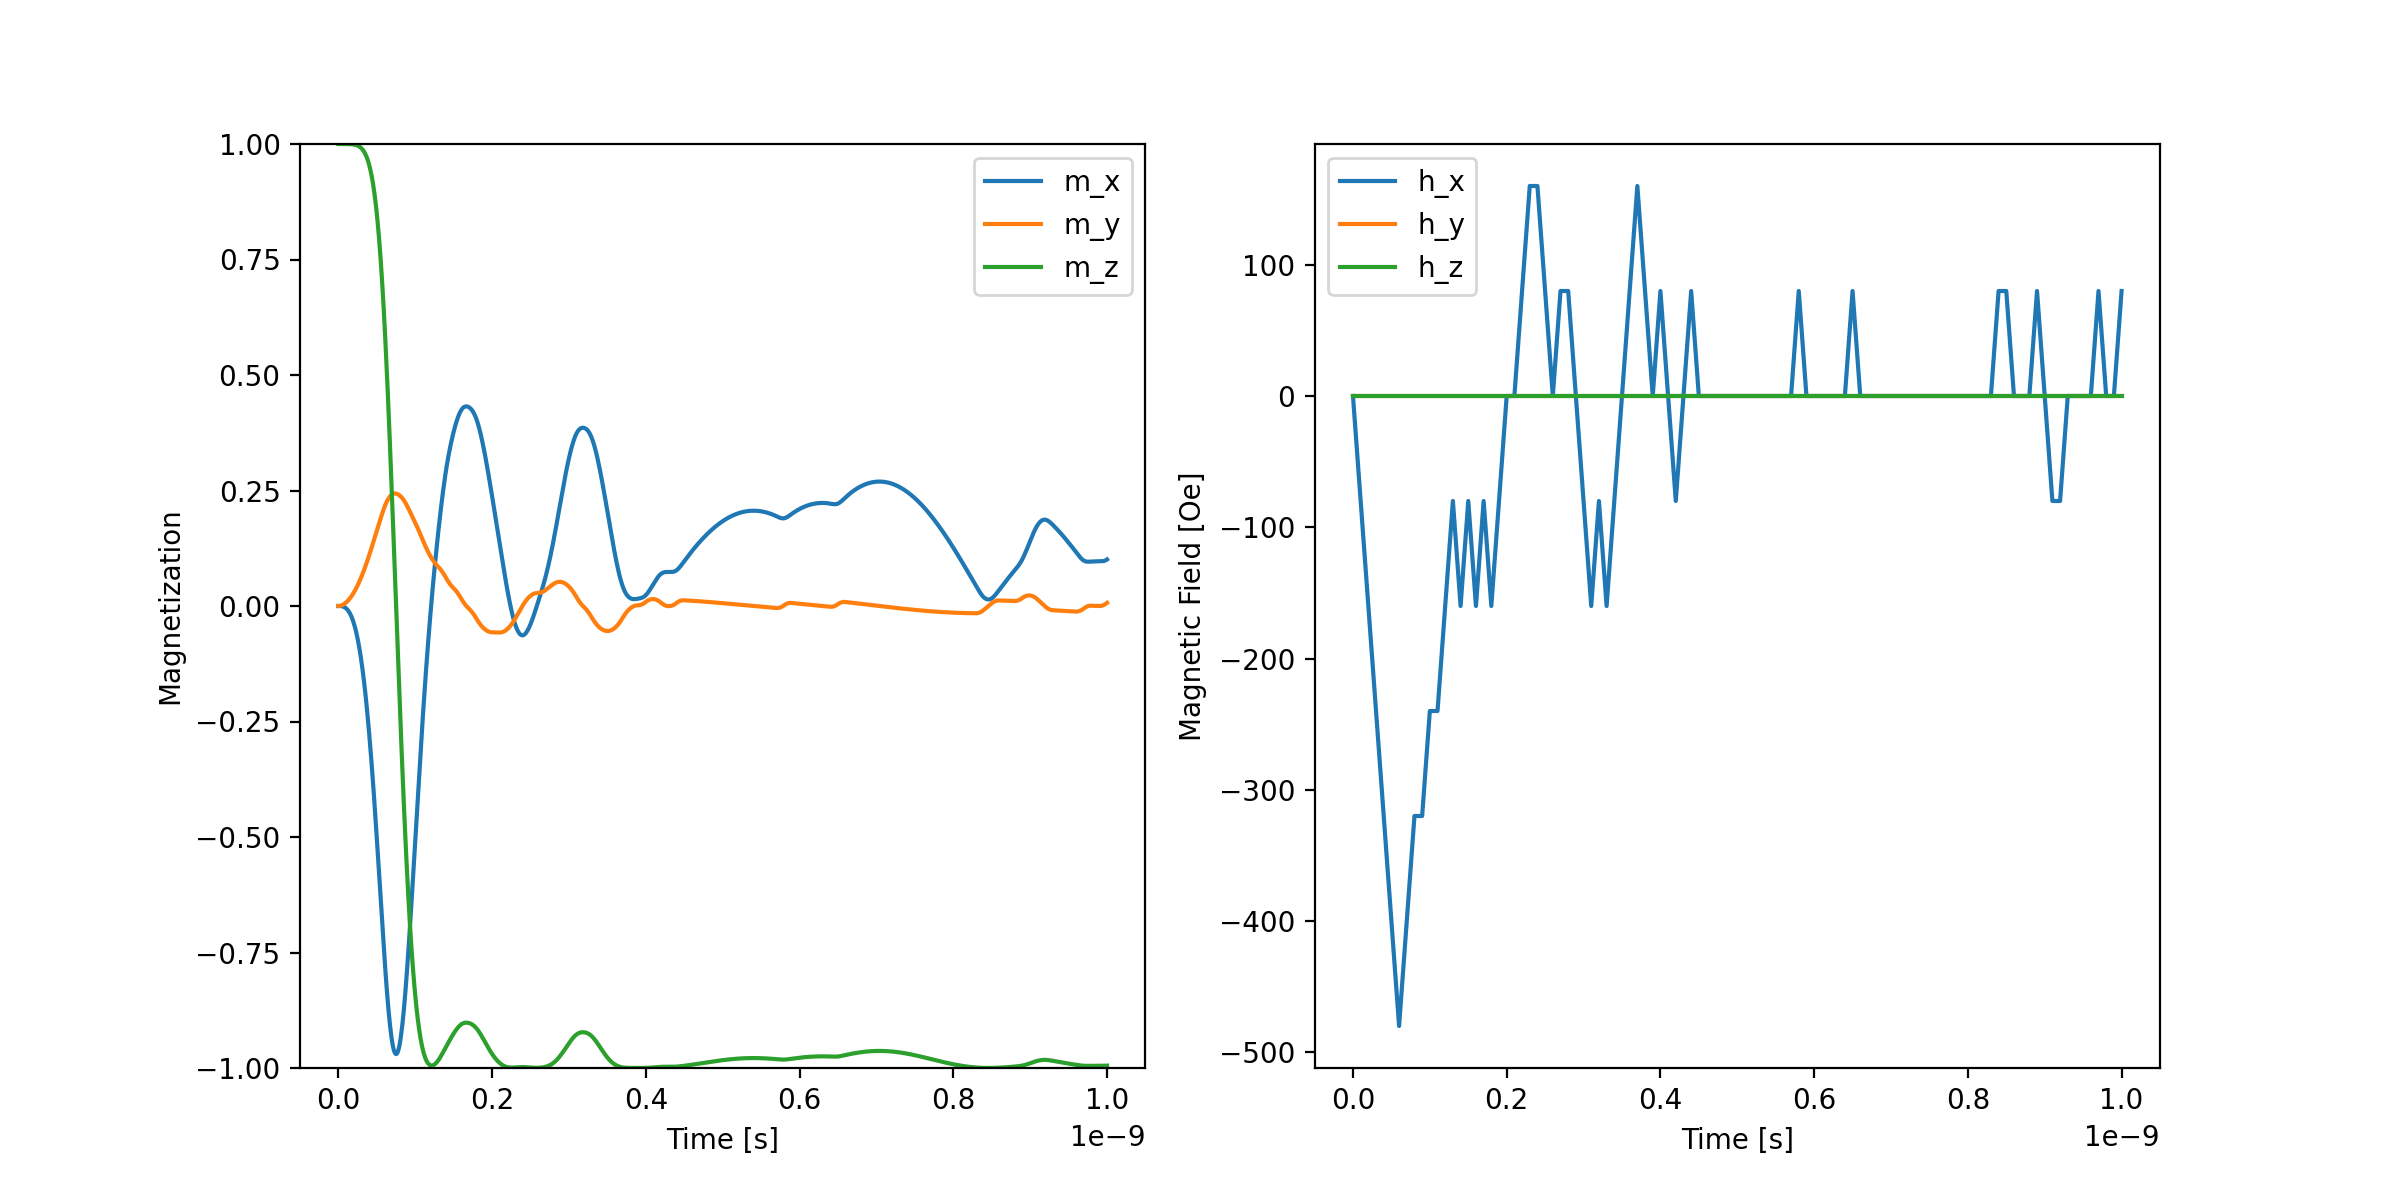 1.00
0.75
0.50
0.25
0.00
−0.25
−0.50
−0.75
−1.00
Magnetization
m_x
m_y
m_z
0.0 0.2 0.4 0.6 0.8 1.0
1e−9
Time [s]
100
0
−100
−200
−300
−400
−500
Magnetic Field [Oe]
h_x
h_y
h_z
0.0 0.2 0.4 0.6 0.8 1.0
1e−9
Time [s]